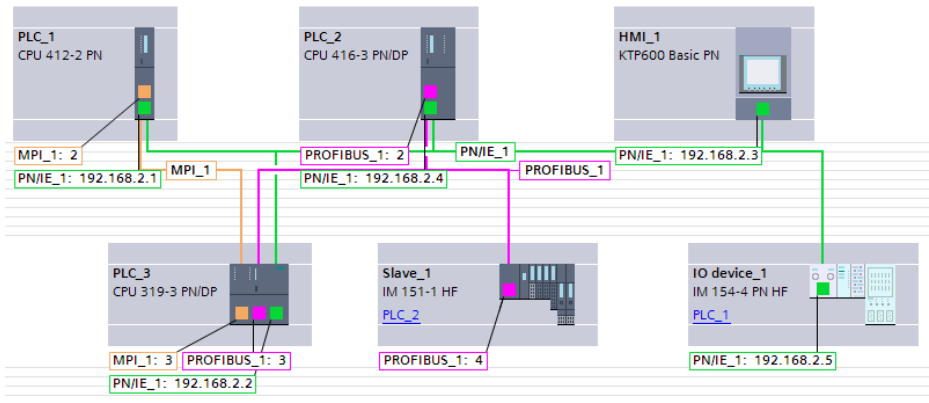 PLC_1
CPU 412-2 PN
PLC_2
CPU 416-3 PN/DP
HMI_1
KTP600 Basic PN
MPI_1: 2
PROFIBUS_1: 2
PN/IE_1
PN/IE_1: 192.168.2.3
PN/IE_1: 192.168.2.1
MPI_1
PN/IE_1: 192.168.2.4
PROFIBUS_1
PLC_3
CPU 319-3 PN/DP
Slave_1
IM 151-1 HF
PLC_2
IO device_1
IM 154-4 PN HF
PLC_1
MPI_1: 3
PROFIBUS_1: 3
PROFIBUS_1: 4
PN/IE_1: 192.168.2.5
PN/IE_1: 192.168.2.2